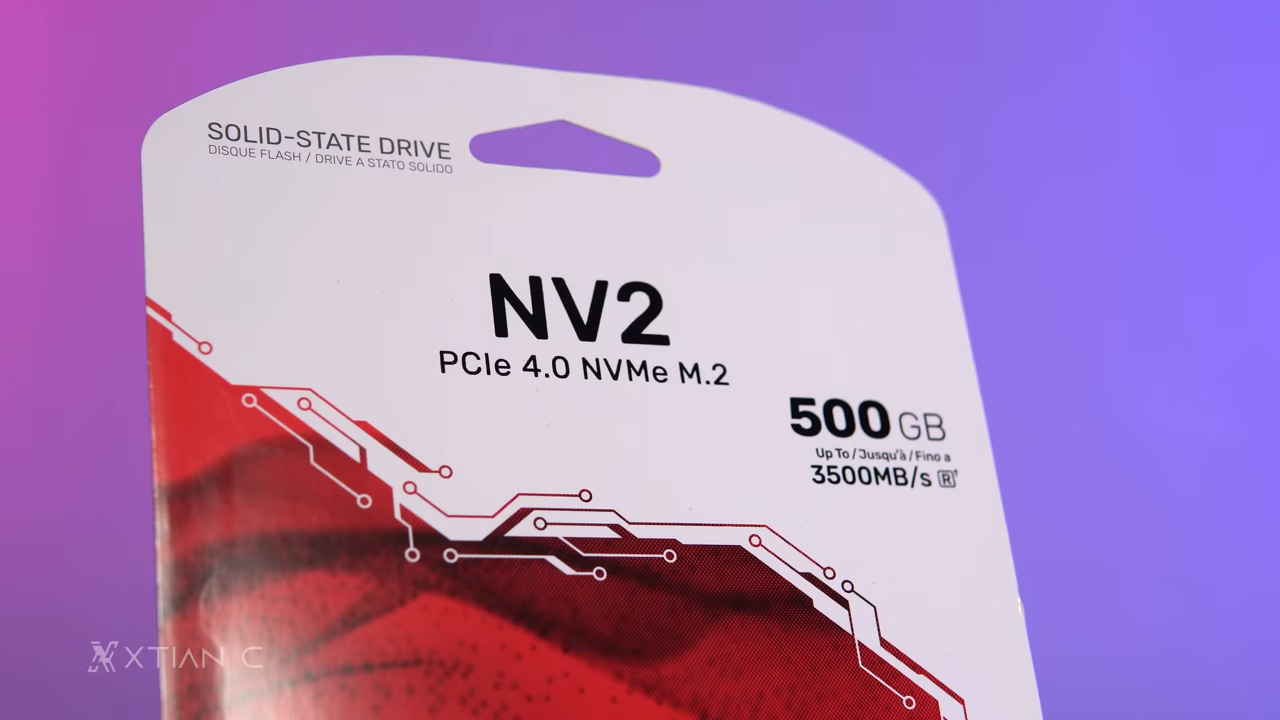 SOLID-STATE DRIVE
DISQUE FLASH / DRIVE A STATO SOLIDO
NV2
PCIe 4.0 NVMe M.2
500 GB
Up To / Jusqu'à / Fino a
3500MB/s R†
XTIAN C